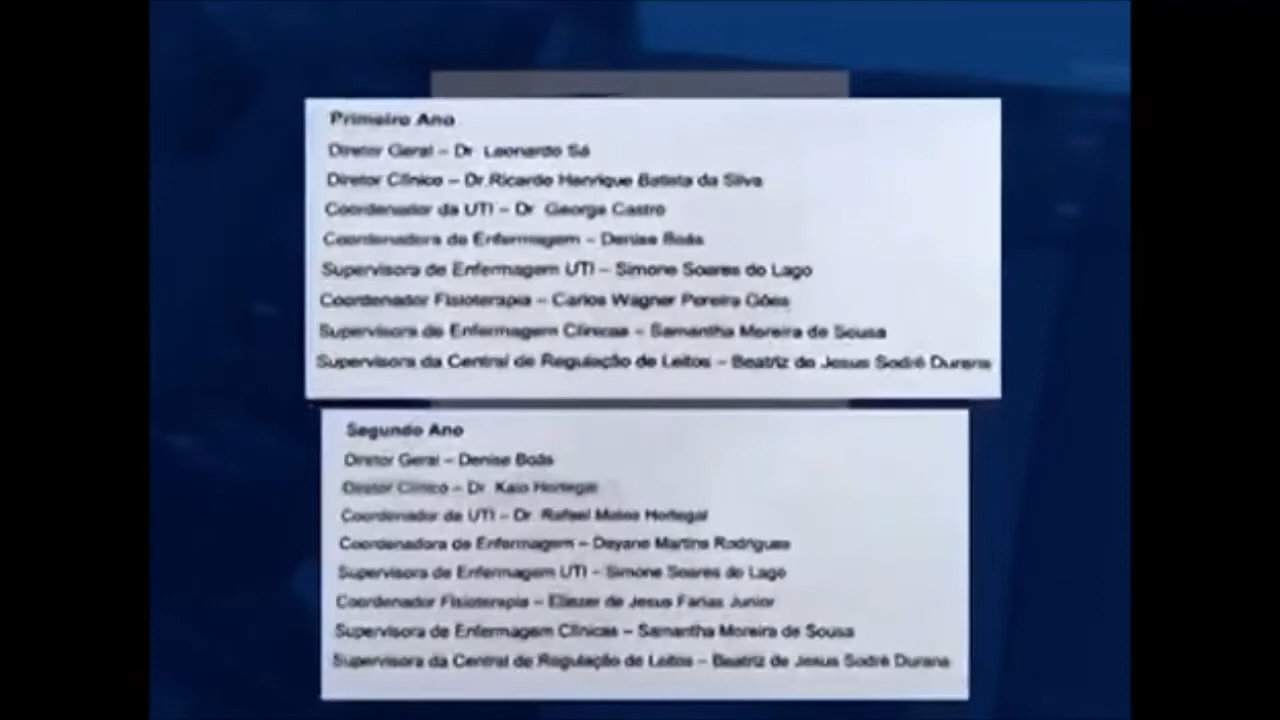 Primeiro Ano
Diretor Geral – Dr Leonardo Sá
Diretor Clínico – Dr.Ricardo Henrique Batista da Silva
Coordenador da UTI – Dr George Castro
Coordenadora de Enfermagem – Denise Boás
Supervisora de Enfermagem UTI – Simone Soares do Lago
Coordenador Fisioterapia – Carlos Wagner Pereira Góes
Supervisora de Enfermagem Clínicas – Samantha Moreira de Sousa
Supervisora da Central de Regulação de Leitos – Beatriz de Jesus Sodré Durans
Segundo Ano
Diretor Geral – Denise Boás
Diretor Clínico – Dr Kaio Hortegal
Coordenador da UTI – Dr Rafael Mateo Hortegal
Coordenadora de Enfermagem – Dayane Martins Rodrigues
Supervisora de Enfermagem UTI – Simone Soares do Lago
Coordenador Fisioterapia – Eliezer de Jesus Farias Junior
Supervisora de Enfermagem Clínicas – Samantha Moreira de Sousa
Supervisora da Central de Regulação de Leitos – Beatriz de Jesus Sodré Durans